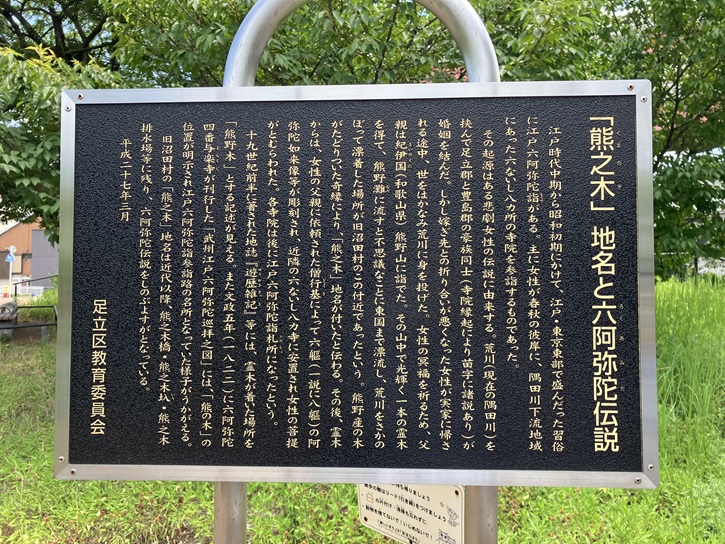 「熊之木」地名と六阿弥陀伝説
江戸時代中期から昭和初期にかけて、江戸・東京東部で盛んだった習俗
に江戸六阿弥陀詣がある。主に女性が春秋の彼岸に、隅田川下流地域
にあった六ないし八カ所の寺院を参詣するものであった。
その起源はある悲劇女性の伝説に由来する。荒川(現在の隅田川)を
挟んで足立郡と豊島郡の豪族同士(寺院縁起により苗字に諸説あり)が
婚姻を結んだ。しかし嫁ぎ先との折り合いが悪くなった女性が実家に帰さ
れる途中、世をはかなみ荒川に身を投げた。女性の冥福を祈るため、父
親は紀伊国(和歌山県)熊野山に詣でた。その山中で光輝く一本の霊木
を得て、熊野灘に流すと不思議なことに東国まで漂流し、荒川をさかの
ぼって漂着した場所が旧沼田村のこの付近であったという。熊野産の木
がたどりついた奇縁により、「熊之木」地名が付いたと伝わる。その後、霊木
からは、女性の父親に依頼された僧行基によって六軀(一説に八軀)の阿
弥陀如来像等が彫刻され、近隣の六ないし八カ寺に安置され女性の菩提
がとむらわれた。各寺院は後に江戸六阿弥陀詣札所になったという。
十九世紀前半に著された地誌『遊歴雑記』等には、霊木が着いた場所を
「熊野木」とする記述が見える。また文政五年(一八二二)に六阿弥陀
四番与楽寺が刊行した「武州江戸六阿弥陀巡拝之図」には、「熊の木」の
位置が明示され江戸六阿弥陀詣参詣路の名所となっていた様子がうかがえる。
旧沼田村の「熊之木」地名は近代以降、熊之木橋・熊之木圦・熊之木
排水場等に残り、六阿弥陀伝説をしのぶよすがとなっている。
平成二十七年三月
足立区教育委員会
動物を捨てないで！いじめないで！